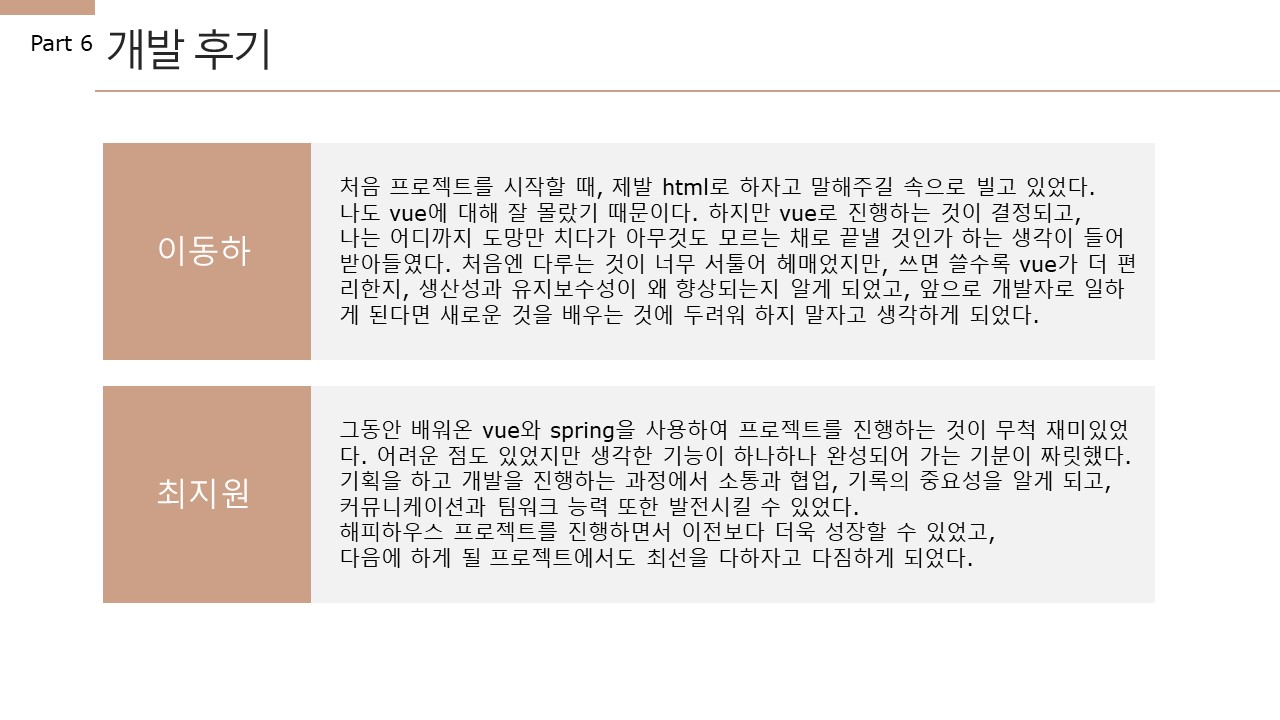 Part 6 개발 후기
이동하
처음 프로젝트를 시작할 때, 제발 html로 하자고 말해주길 속으로 빌고 있었다.
나도 vue에 대해 잘 몰랐기 때문이다. 하지만 vue로 진행하는 것이 결정되고,
나는 어디까지 도망만 치다가 아무것도 모르는 채로 끝낼 것인가 하는 생각이 들어
받아들였다. 처음엔 다루는 것이 너무 서툴어 헤매었지만, 쓰면 쓸수록 vue가 더 편
리한지, 생산성과 유지보수성이 왜 향상되는지 알게 되었고, 앞으로 개발자로 일하
게 된다면 새로운 것을 배우는 것에 두려워 하지 말자고 생각하게 되었다.
최지원
그동안 배워온 vue와 spring을 사용하여 프로젝트를 진행하는 것이 무척 재미있었
다. 어려운 점도 있었지만 생각한 기능이 하나하나 완성되어 가는 기분이 짜릿했다.
기획을 하고 개발을 진행하는 과정에서 소통과 협업, 기록의 중요성을 알게 되고,
커뮤니케이션과 팀워크 능력 또한 발전시킬 수 있었다.
해피하우스 프로젝트를 진행하면서 이전보다 더욱 성장할 수 있었고,
다음에 하게 될 프로젝트에서도 최선을 다하자고 다짐하게 되었다.